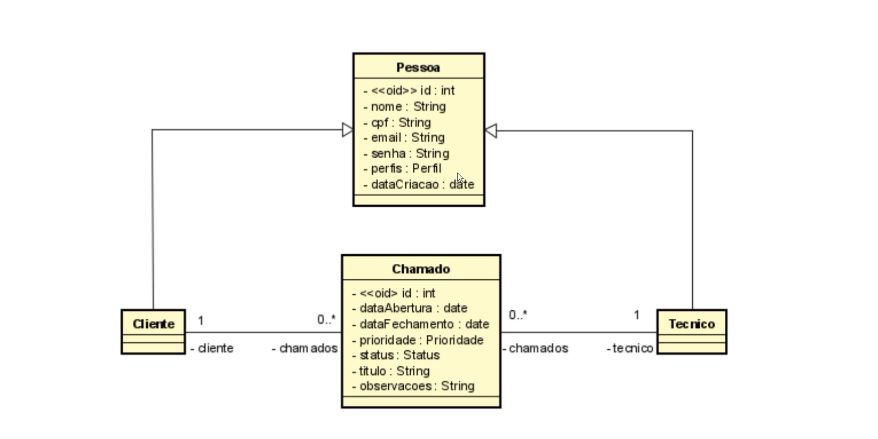 Pessoa
- <<oid>> id : int
- nome : String
- cpf : String
- email : String
- senha : String
- perfis : Perfil
- dataCriacao : date
Chamado
- <<oid> id : int
- dataAbertura : date
- dataFechamento : date
- prioridade : Prioridade
- status : Status
- titulo : String
- observacoes : String
Cliente
1
0..*
- cliente
- chamados
0..*
1
- chamados
- tecnico
Tecnico